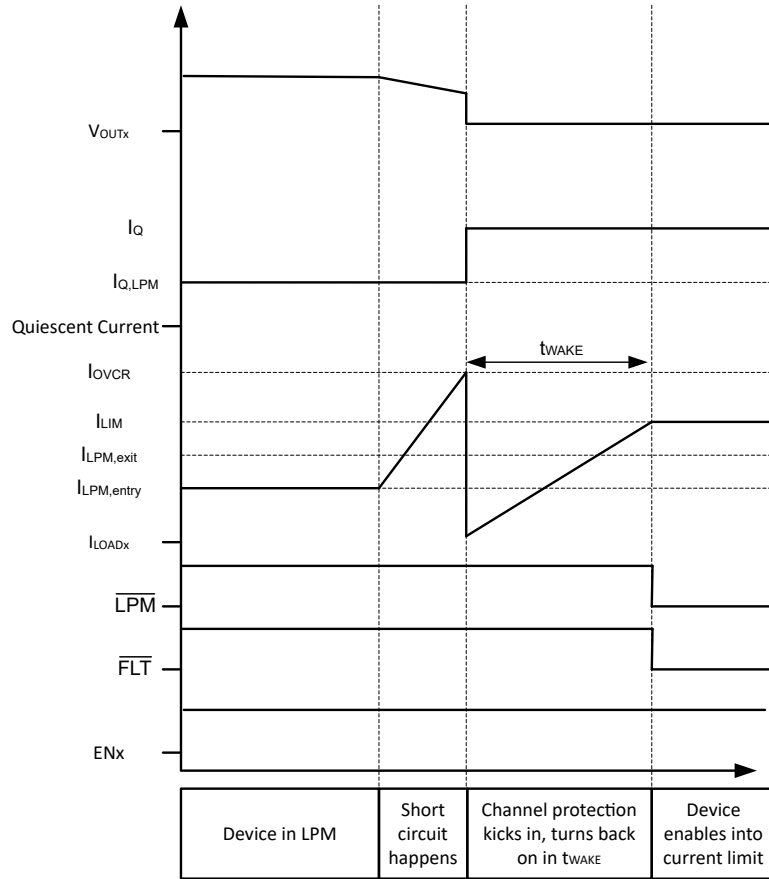 VOUTx
IQ
IQ,LPM
Quiescent Current
tWAKE
IOVCR
ILIM
ILPM,exit
ILPM,entry
ILOADx
LPM
FLT
ENx
Device in LPM
Short
circuit
happens
Channel protection
kicks in, turns back
on in tWAKE
Device
enables into
current limit